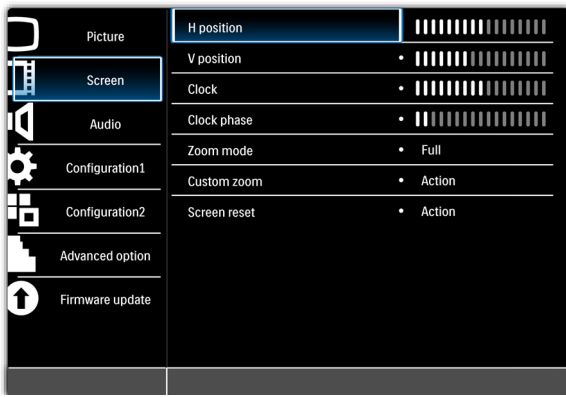 Picture
Screen
Audio
Configuration1
Configuration2
Advanced option
Firmware update
H position
V position
Clock
Clock phase
Zoom mode • Full
Custom zoom • Action
Screen reset • Action